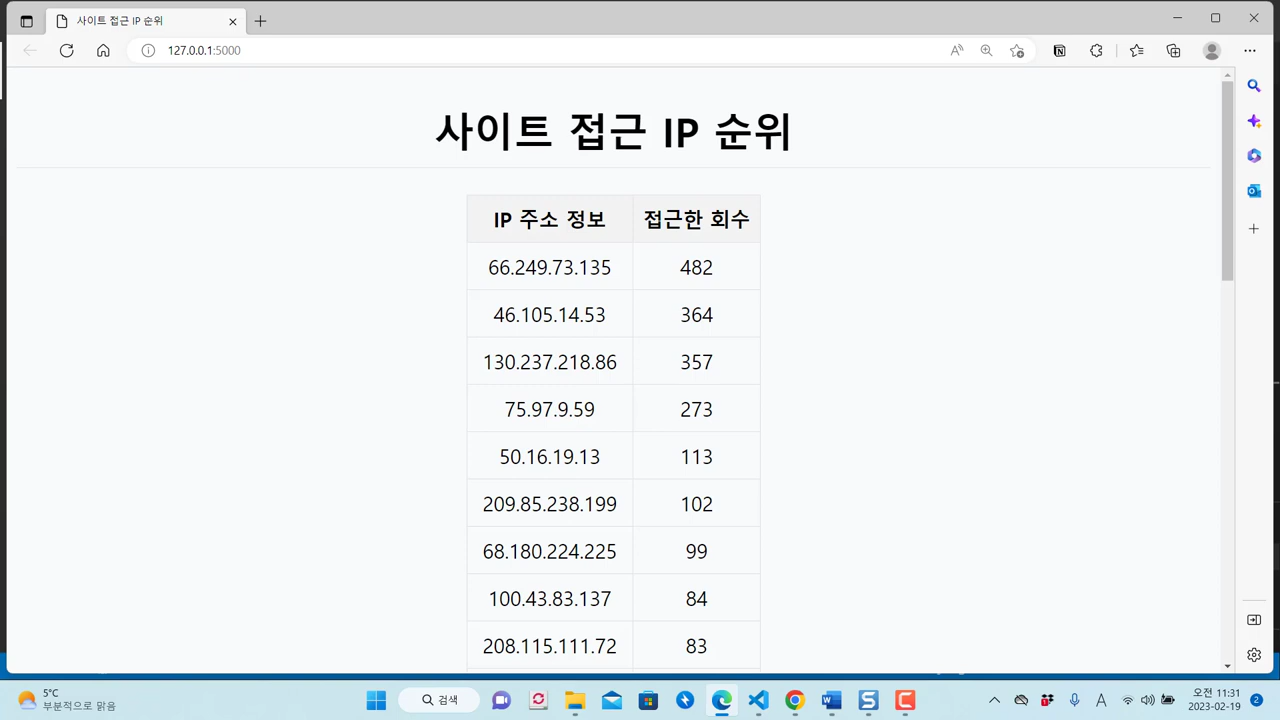 사이트 접근 IP 순위
127.0.0.1:5000
사이트 접근 IP 순위
IP 주소 정보 접근한 회수
66.249.73.135 482
46.105.14.53 364
130.237.218.86 357
75.97.9.59 273
50.16.19.13 113
209.85.238.199 102
68.180.224.225 99
100.43.83.137 84
208.115.111.72 83
5°C
부분적으로 맑음
검색
A
오전 11:31
2023-02-19
2